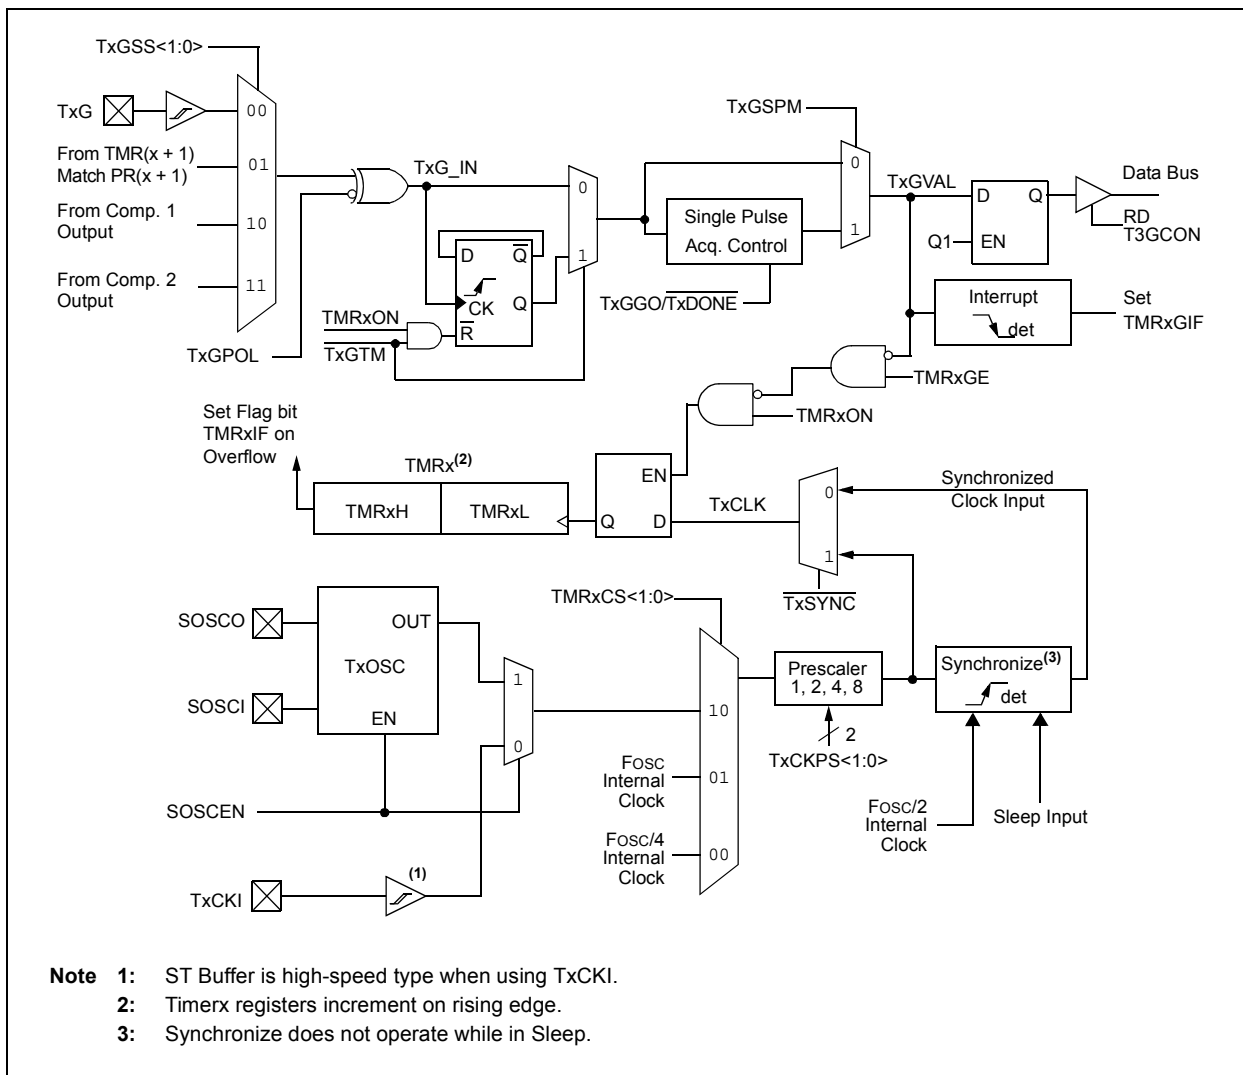 TxGSS<1:0>
TxG
00
From TMR(x + 1)
Match PR(x + 1)
01
From Comp. 1
Output
10
From Comp. 2
Output
11
TxGPOL
TxG_IN
0
1
D
Q
CK
Q
R
TMRxON
TxGTM
TxGSPM
0
1
Single Pulse
Acq. Control
TxGGO/TxDONE
TxGVAL
D
Q
Q1
EN
Data Bus
RD
T3GCON
Interrupt
det
Set
TMRxGIF
TMRxGE
TMRxON
Set Flag bit
TMRxIF on
Overflow
TMRx(2)
TMRxH
TMRxL
EN
Q
D
TxCLK
0
1
TxSYNC
Synchronized
Clock Input
SOSCO
OUT
TxOSC
SOSCI
EN
1
0
SOSCEN
TxCKI
(1)
TMRxCS<1:0>
10
FOSC
Internal
Clock
01
FOSC/4
Internal
Clock
00
Prescaler
1, 2, 4, 8
2
TxCKPS<1:0>
Synchronize(3)
det
FOSC/2
Internal
Clock
Sleep Input
Note 1: ST Buffer is high-speed type when using TxCKI.
2: Timerx registers increment on rising edge.
3: Synchronize does not operate while in Sleep.